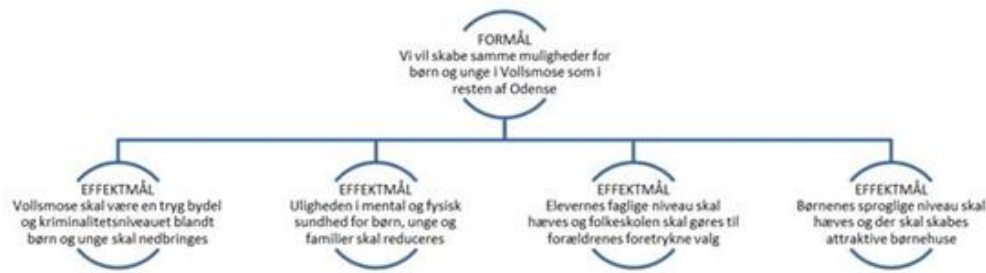 FORMÅL
Vi vil skabe samme muligheder for
børn og unge i Vollsmose som i
resten af Odense
EFFEKTMÅL
Vollsmose skal være en tryg bydel
og kriminalitetsniveauet blandt
børn og unge skal nedbringes
EFFEKTMÅL
Uligheden i mental og fysisk
sundhed for børn, unge og
familier skal reduceres
EFFEKTMÅL
Elevernes faglige niveau skal
hæves og folkeskolen skal gøres til
forældrenes foretrykne valg
EFFEKTMÅL
Børnenes sproglige niveau skal
hæves og der skal skabes
attraktive børnehuse